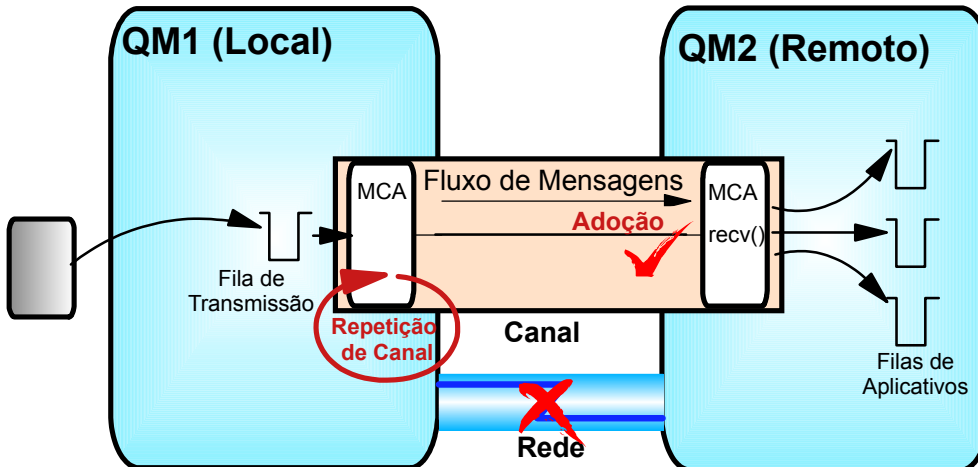 QM1 (Local)
QM2 (Remoto)
MCA
Fluxo de Mensagens
MCA
Adoção
recv()
Fila de
Transmissão
Repetição
de Canal
Canal
Filas de
Aplicativos
Rede